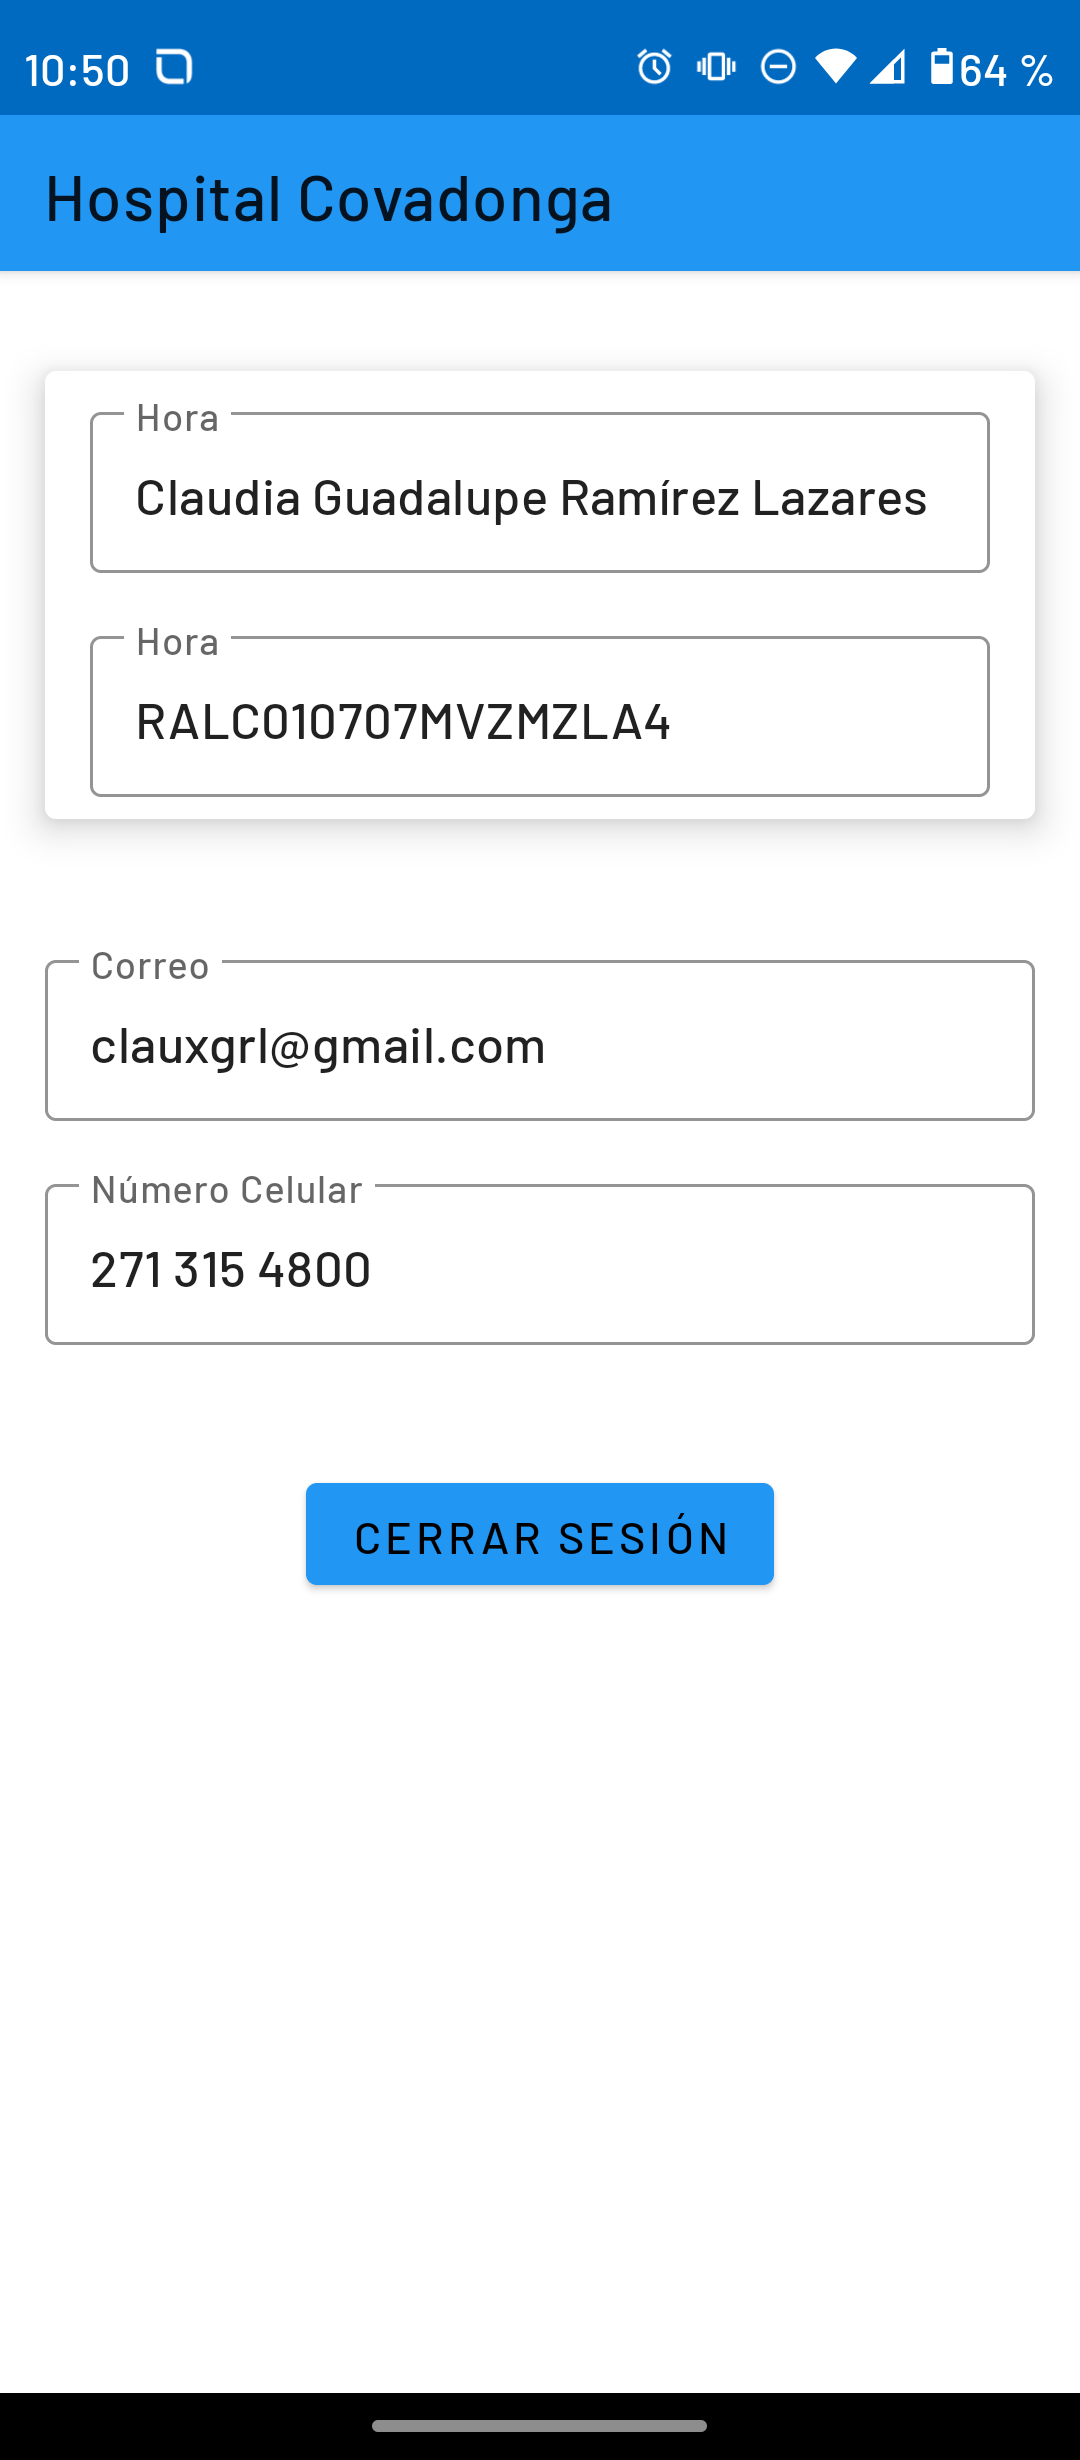 10:50 64 %
Hospital Covadonga
Hora
Claudia Guadalupe Ramírez Lazares
Hora
RALC010707MVZMZLA4
Correo
clauxgrl@gmail.com
Número Celular
271 315 4800
CERRAR SESIÓN